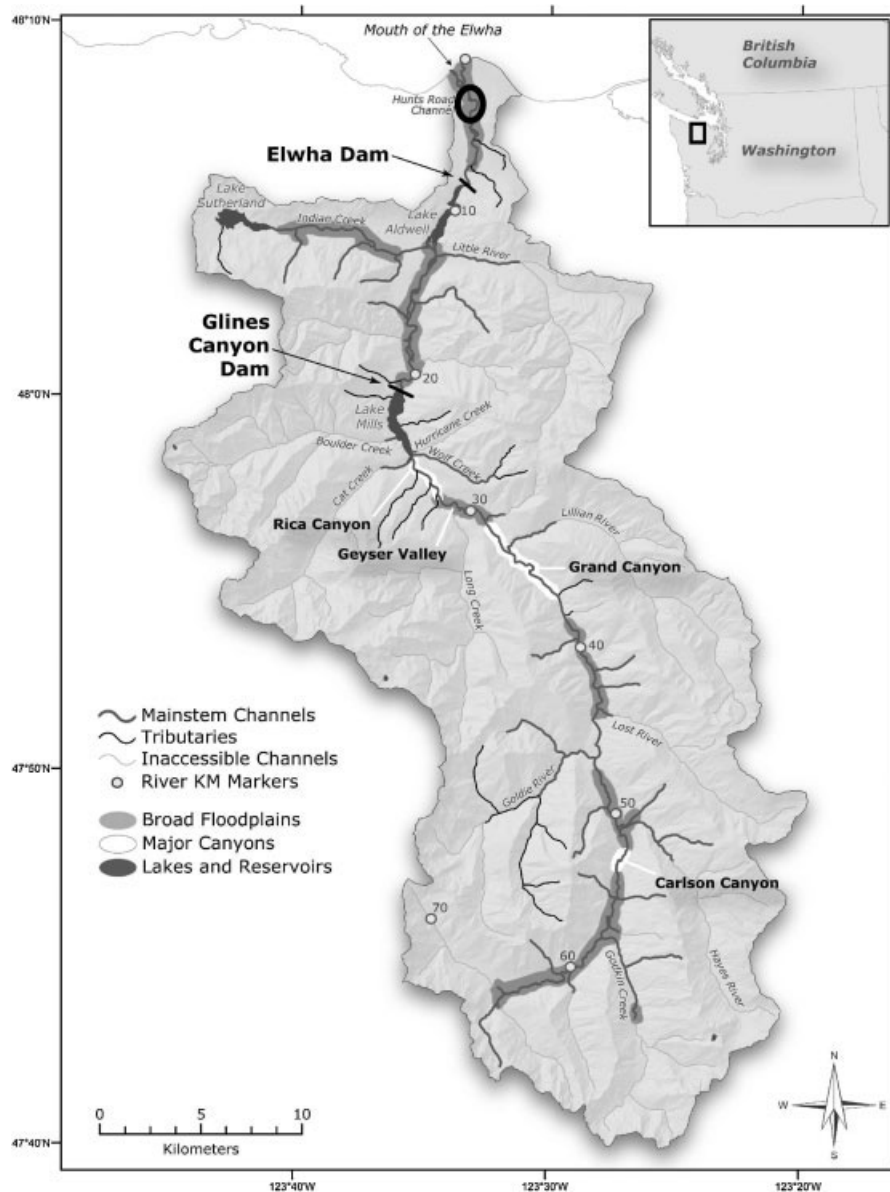 48°10'N
Mouth of the Elwha
British
Columbia
Washington
Hunts Road
Channel
Elwha Dam
Lake
Sutherland
Indian Creek
Lake
Aldwell
10
Little River
Glines
Canyon
Dam
20
48°0'N
Lake
Mills
Hurricane Creek
Boulder Creek
Wolf Creek
Cat Creek
Rica Canyon
30
Lillian River
Geyser Valley
Grand Canyon
Long Creek
40
Mainstem Channels
Tributaries
Inaccessible Channels
River KM Markers
Lost River
47°50'N
Goldie River
50
Broad Floodplains
Major Canyons
Lakes and Reservoirs
Carlson Canyon
70
60
Godkin Creek
Hayes River
0 5 10
Kilometers
N
W E
S
47°40'N
123°40'W 123°30'W 123°20'W